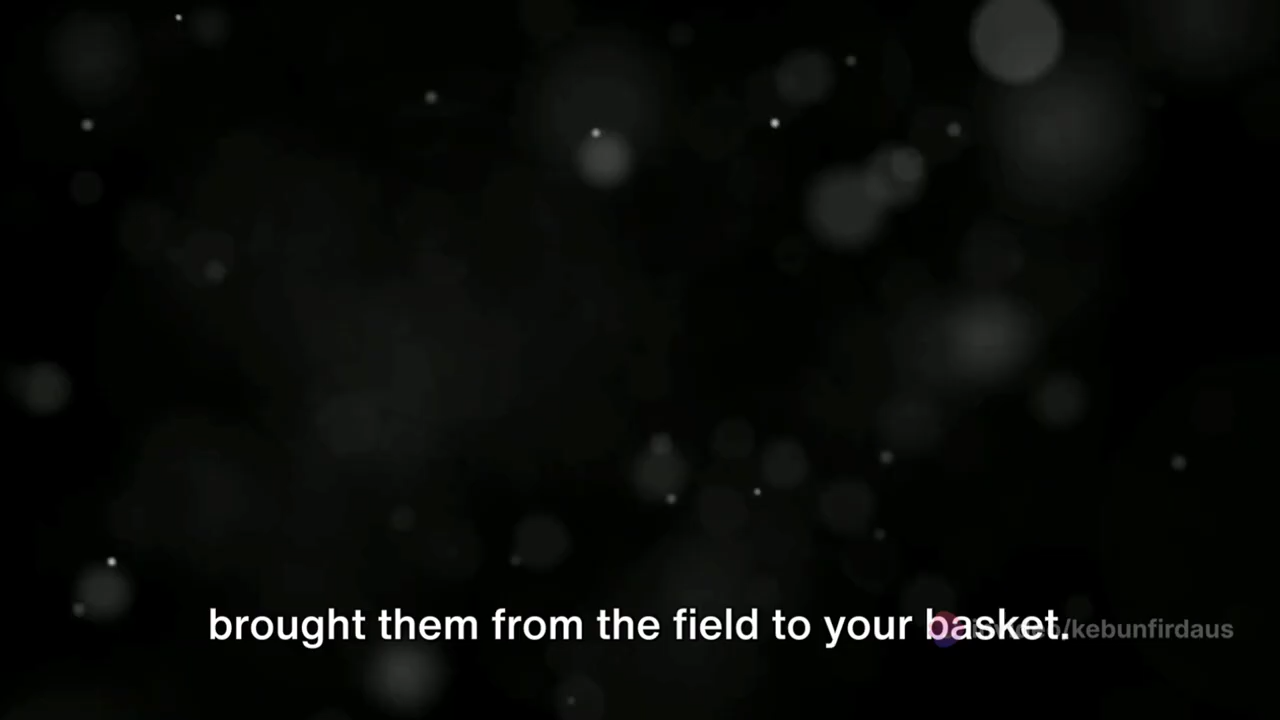 brought them from the field to your basket.
/kebunfirdaus